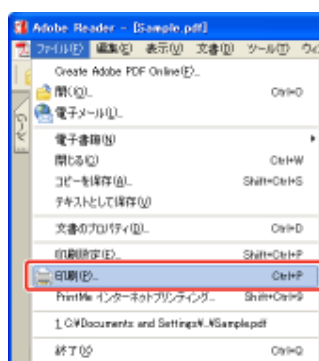 Adobe Reader - [Sample.pdf]
ファイル(F) 編集(E) 表示(V) 文書(D) ツール(T) ウィ
Create Adobe PDF Online(F)...
開く(O)... Ctrl+O
電子メール(L)...
電子書籍(N)
閉じる(C) Ctrl+W
コピーを保存(A)... Shift+Ctrl+S
テキストとして保存(V)
文書のプロパティ(D)... Ctrl+D
印刷設定(E)... Shift+Ctrl+P
印刷(P)... Ctrl+P
PrintMe インターネットプリンティング... Shift+Ctrl+9
1 C:¥Documents and Settings¥..¥Sample.pdf
終了(X) Ctrl+Q
ページ